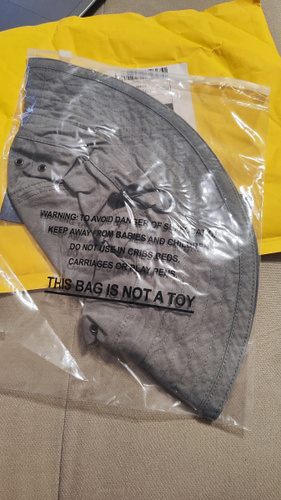 WARNING: TO AVOID DANGER OF
KEEP AWAY FROM BABIES AND
DO NOT USE IN CRIBS BEDS.
CARRIAGES OR PLAY PENS.
THIS BAG IS NOT A TOY